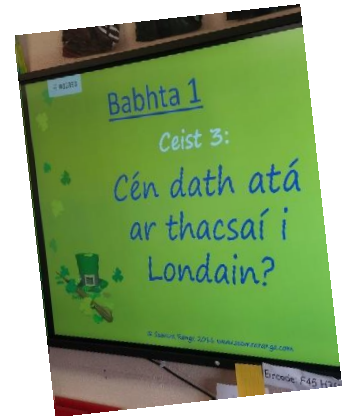 Babhta 1
Ceist 3:
Cén dath atá
ar thacsaí i
Londain?